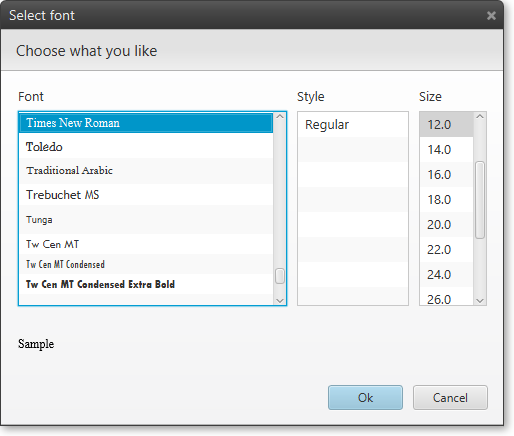 Select font
Choose what you like
Font
Style
Size
Times New Roman
Toledo
Traditional Arabic
Trebuchet MS
Tunga
Tw Cen MT
Tw Cen MT Condensed
Tw Cen MT Condensed Extra Bold
Regular
12.0
14.0
16.0
18.0
20.0
22.0
24.0
26.0
Sample
Ok
Cancel